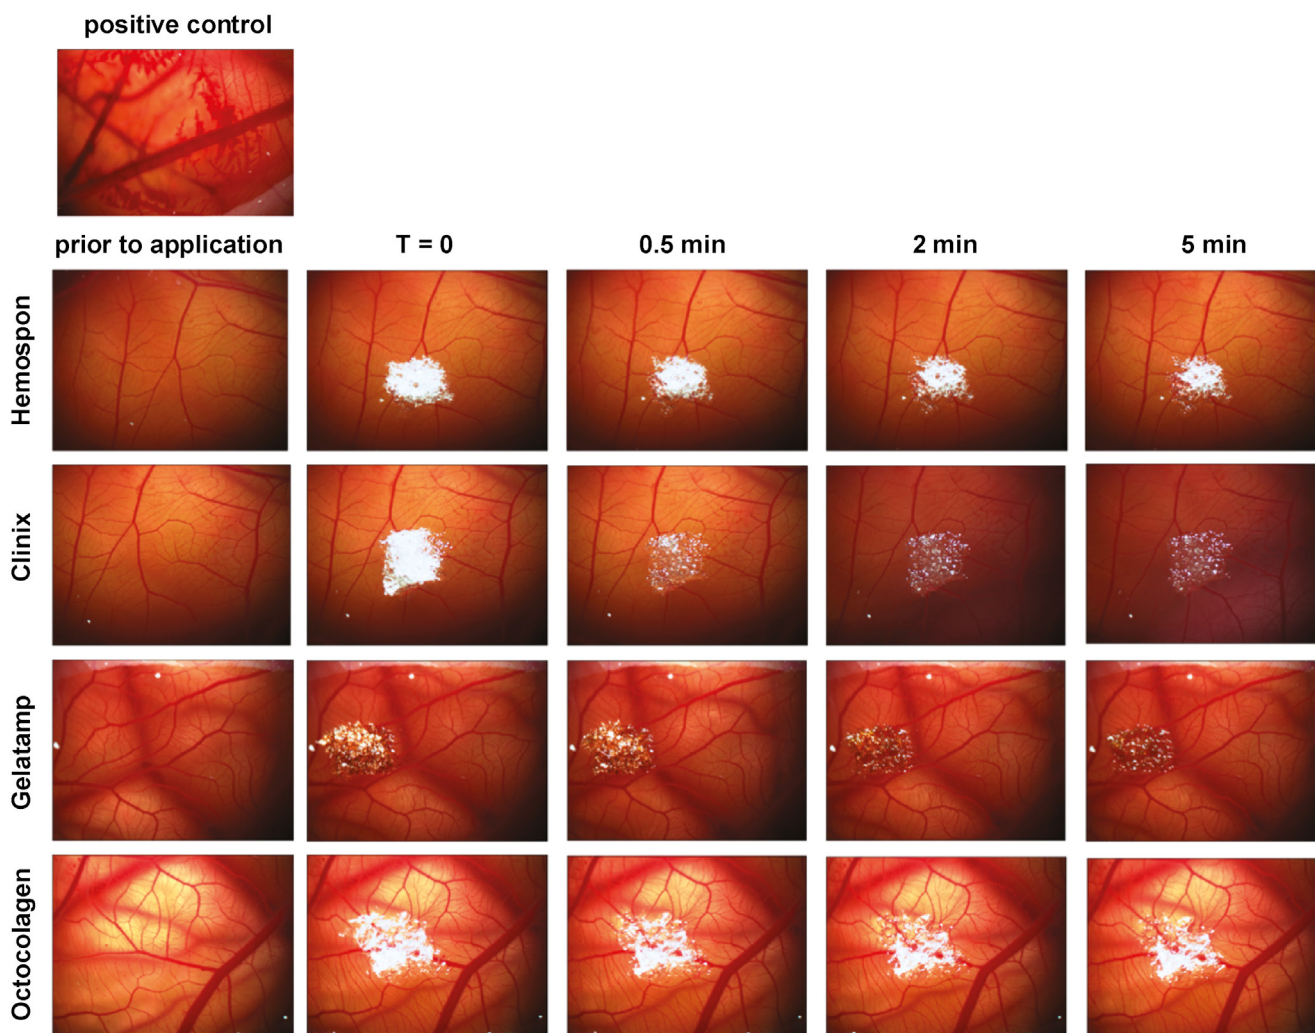 positive control
prior to application
T = 0
0.5 min
2 min
5 min
Hemospon
Clinix
Gelatamp
Octocolagen